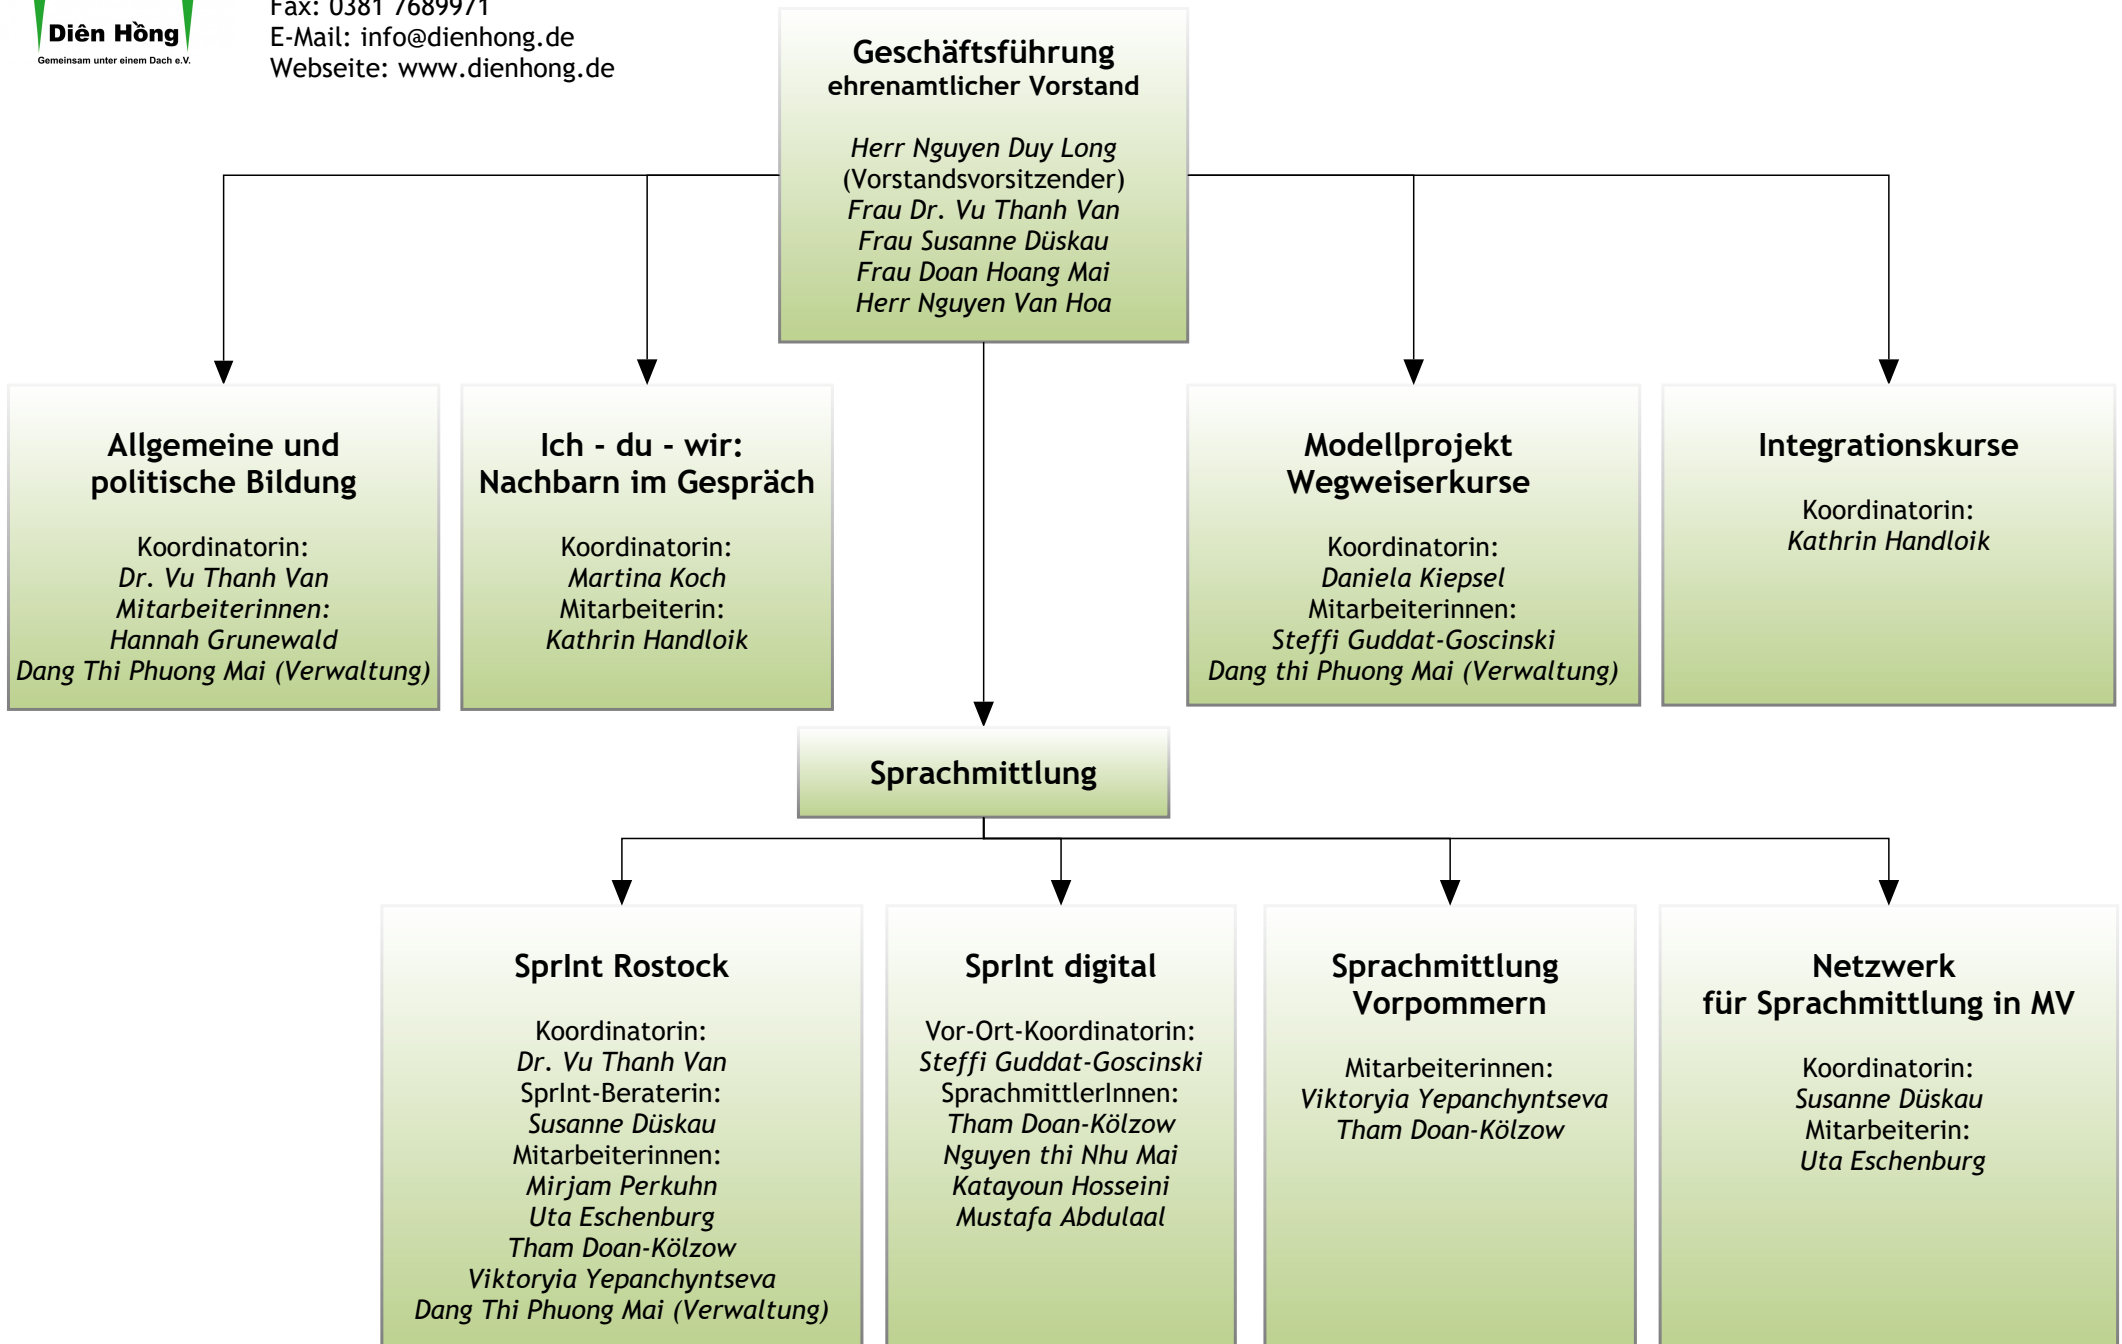 Diên Hồng
Gemeinsam unter einem Dach e.V.
Fax: 0381 7689971
E-Mail: info@dienhong.de
Webseite: www.dienhong.de
Geschäftsführung
ehrenamtlicher Vorstand
Herr Nguyen Duy Long
(Vorstandsvorsitzender)
Frau Dr. Vu Thanh Van
Frau Susanne Düskau
Frau Doan Hoang Mai
Herr Nguyen Van Hoa
Allgemeine und
politische Bildung
Koordinatorin:
Dr. Vu Thanh Van
Mitarbeiterinnen:
Hannah Grunewald
Dang Thi Phuong Mai (Verwaltung)
Ich - du - wir:
Nachbarn im Gespräch
Koordinatorin:
Martina Koch
Mitarbeiterin:
Kathrin Handloik
Modellprojekt
Wegweiserkurse
Koordinatorin:
Daniela Kiepsel
Mitarbeiterinnen:
Steffi Guddat-Goscinski
Dang thi Phuong Mai (Verwaltung)
Integrationskurse
Koordinatorin:
Kathrin Handloik
Sprachmittlung
SprInt Rostock
Koordinatorin:
Dr. Vu Thanh Van
SprInt-Beraterin:
Susanne Düskau
Mitarbeiterinnen:
Mirjam Perkuhn
Uta Eschenburg
Tham Doan-Kölzow
Viktoryia Yepanchyntseva
Dang Thi Phuong Mai (Verwaltung)
SprInt digital
Vor-Ort-Koordinatorin:
Steffi Guddat-Goscinski
SprachmittlerInnen:
Tham Doan-Kölzow
Nguyen thi Nhu Mai
Katayoun Hosseini
Mustafa Abdulaal
Sprachmittlung
Vorpommern
Mitarbeiterinnen:
Viktoryia Yepanchyntseva
Tham Doan-Kölzow
Netzwerk
für Sprachmittlung in MV
Koordinatorin:
Susanne Düskau
Mitarbeiterin:
Uta Eschenburg